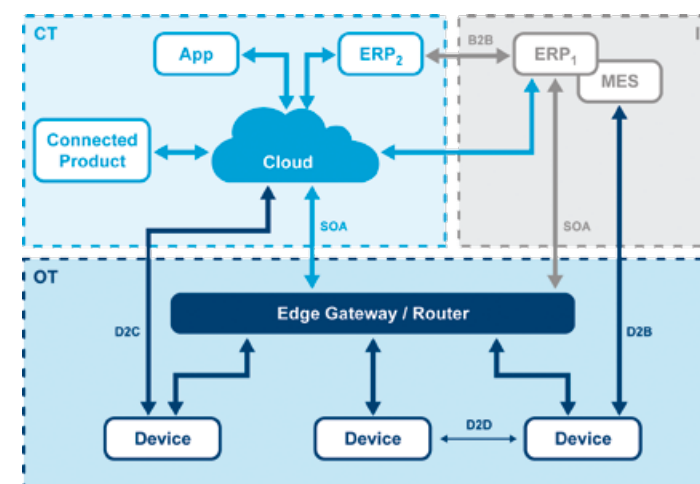 CT
I
App
ERP2
B2B
ERP1
MES
Connected
Product
Cloud
SOA
SOA
OT
Edge Gateway / Router
D2C
D2B
Device
Device
D2D
Device